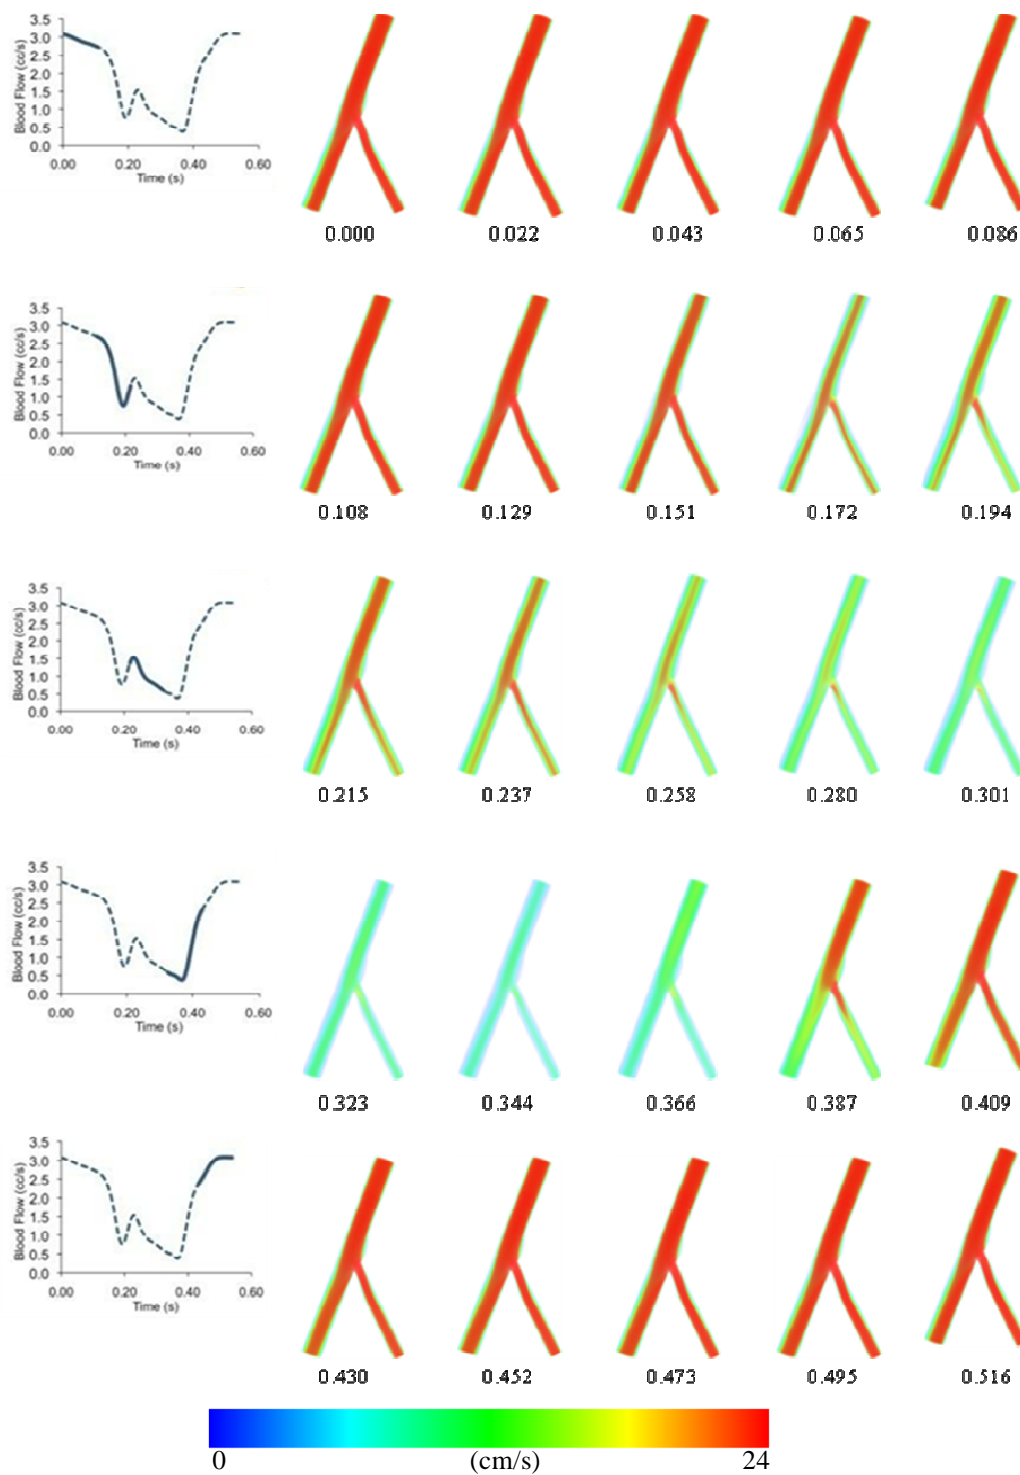 3.5
3.0
2.5
2.0
1.5
1.0
0.5
0.0
Blood Flow (cc/s)
0.00 0.20 0.40 0.60
Time (s)
0.000 0.022 0.043 0.065 0.086
3.5
3.0
2.5
2.0
1.5
1.0
0.5
0.0
Blood Flow (cc/s)
0.00 0.20 0.40 0.60
Time (s)
0.108 0.129 0.151 0.172 0.194
3.5
3.0
2.5
2.0
1.5
1.0
0.5
0.0
Blood Flow (cc/s)
0.00 0.20 0.40 0.60
Time (s)
0.215 0.237 0.258 0.280 0.301
3.5
3.0
2.5
2.0
1.5
1.0
0.5
0.0
Blood Flow (cc/s)
0.00 0.20 0.40 0.60
Time (s)
0.323 0.344 0.366 0.387 0.409
3.5
3.0
2.5
2.0
1.5
1.0
0.5
0.0
Blood Flow (cc/s)
0.00 0.20 0.40 0.60
Time (s)
0.430 0.452 0.473 0.495 0.516
0 (cm/s) 24